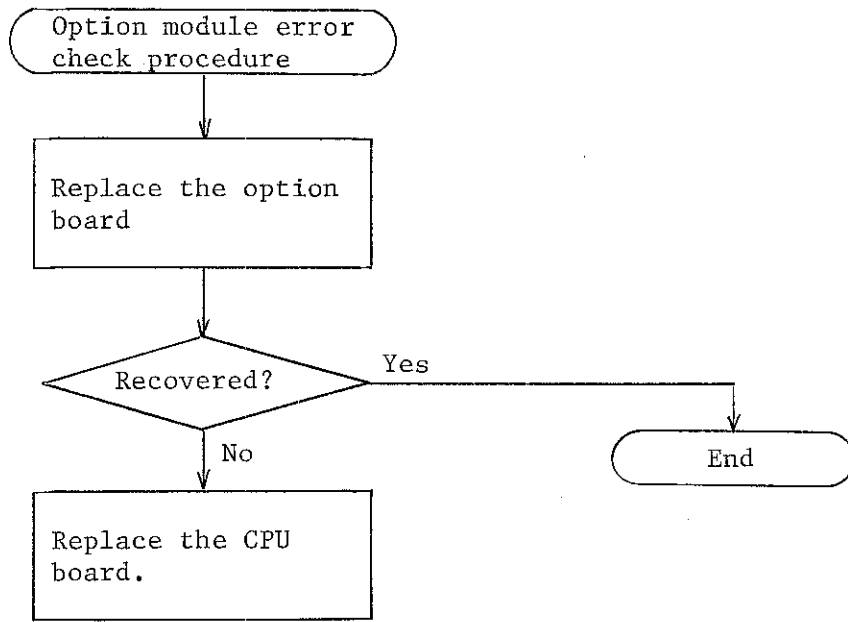 Option module error
check procedure
Replace the option
board
Recovered?
Yes
No
End
Replace the CPU
board.